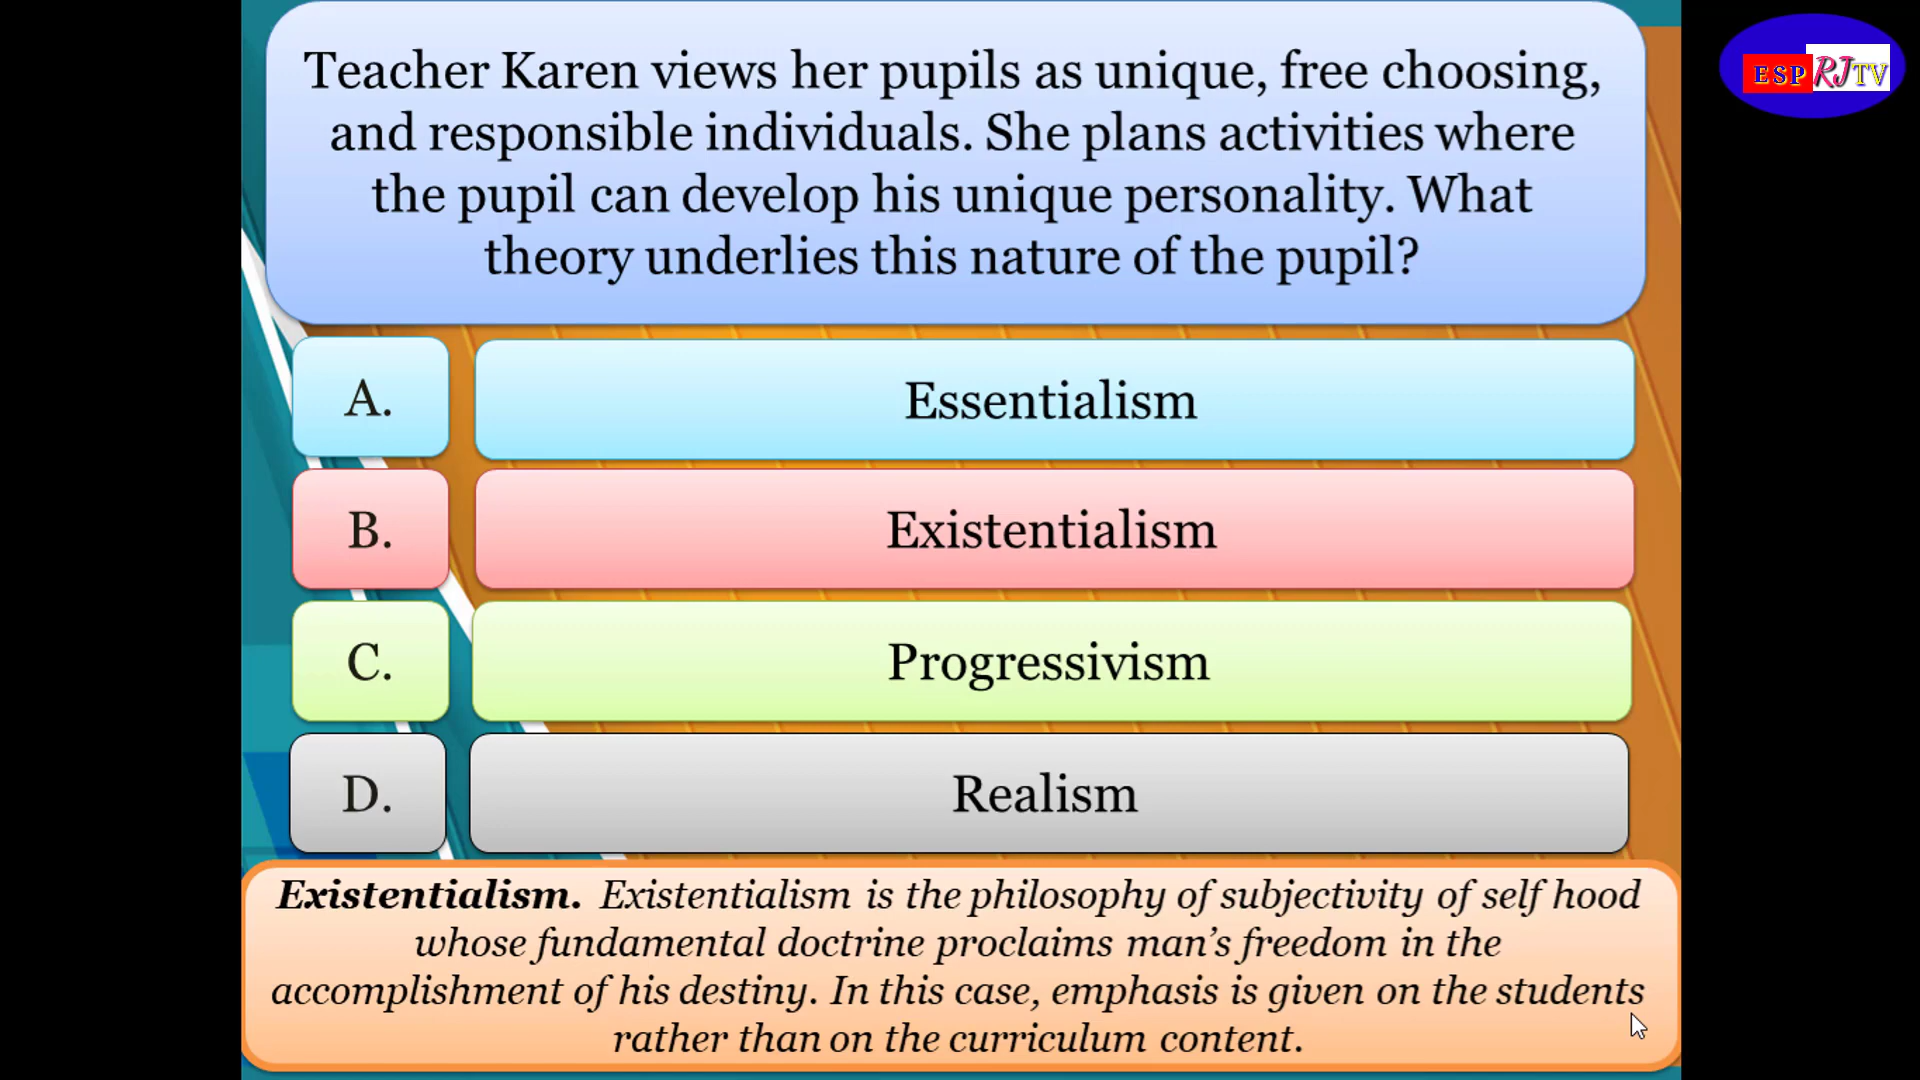 Teacher Karen views her pupils as unique, free choosing,
and responsible individuals. She plans activities where
the pupil can develop his unique personality. What
theory underlies this nature of the pupil?
A. Essentialism
B. Existentialism
C. Progressivism
D. Realism
Existentialism. Existentialism is the philosophy of subjectivity of self hood
whose fundamental doctrine proclaims man's freedom in the
accomplishment of his destiny. In this case, emphasis is given on the students
rather than on the curriculum content.
ESP RJTV